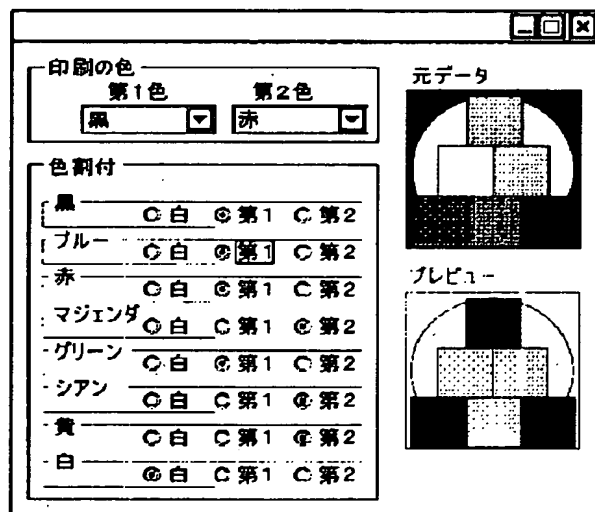 印刷の色
第1色 第2色
黒 赤
色割付
黒
白 第1 第2
ブルー
白 第1 第2
赤
白 第1 第2
マジェンダ
白 第1 第2
グリーン
白 第1 第2
シアン
白 第1 第2
黄
白 第1 第2
白
白 第1 第2
元データ
プレビュー